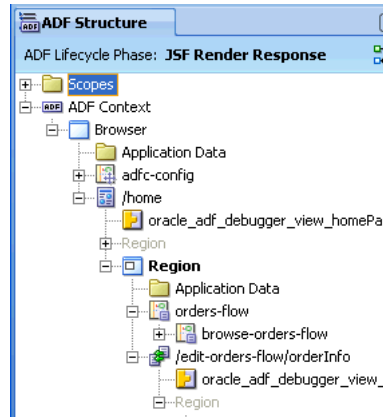 ADF Structure
ADF Lifecycle Phase: JSF Render Response
Scopes
ADF ADF Context
Browser
Application Data
adfc-config
/home
oracle_adf_debugger_view_homePa
Region
Region
Application Data
orders-flow
browse-orders-flow
/edit-orders-flow/orderInfo
oracle_adf_debugger_view_
Region